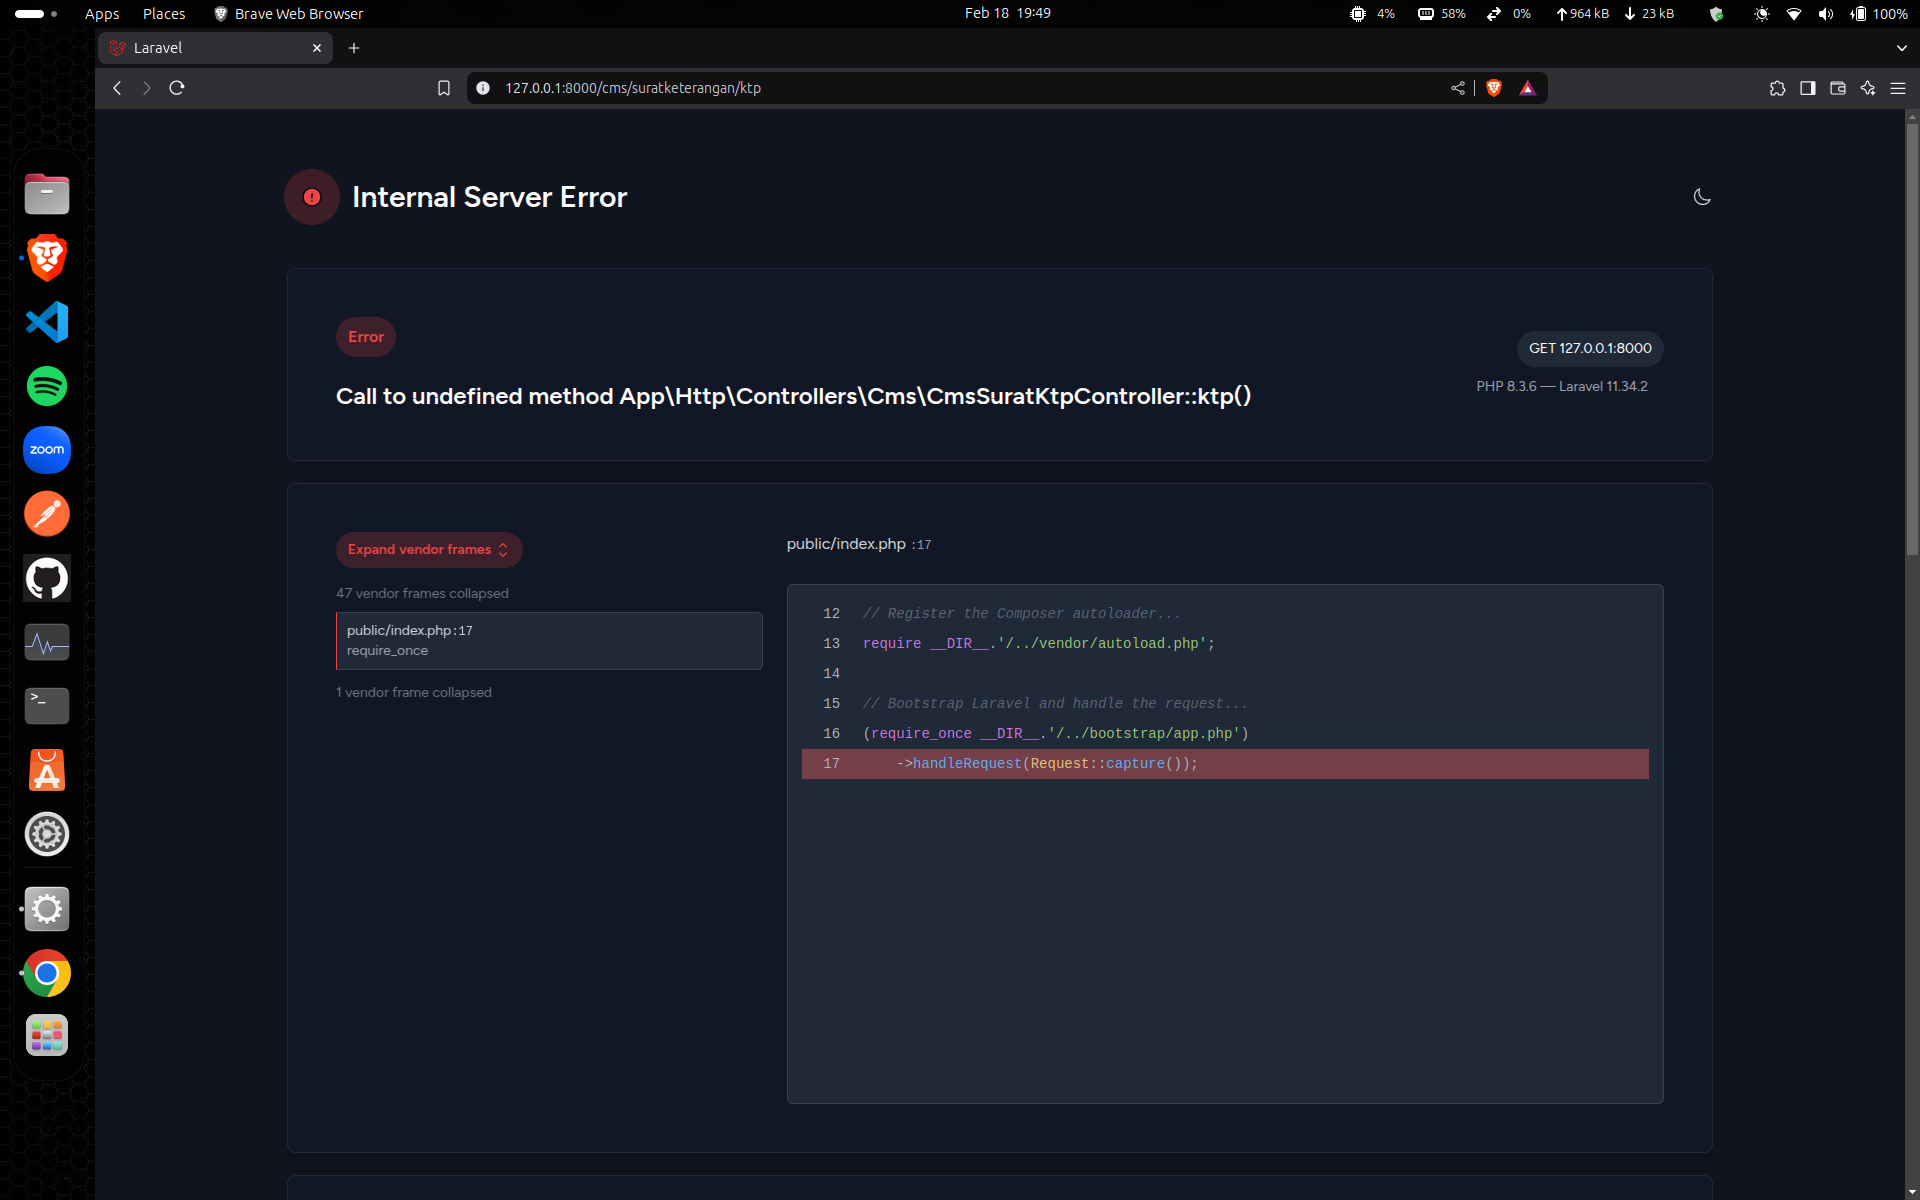 Apps Places Brave Web Browser Feb 18 19:49 4% 58% 0% 964 kB 23 kB 100%
Laravel
127.0.0.1:8000/cms/suratketerangan/ktp
Internal Server Error
Error
GET 127.0.0.1:8000
Call to undefined method App\Http\Controllers\Cms\CmsSuratKtpController::ktp()
PHP 8.3.6 — Laravel 11.34.2
Expand vendor frames
47 vendor frames collapsed
public/index.php:17
require_once
1 vendor frame collapsed
public/index.php :17
12 // Register the Composer autoloader...
13 require __DIR__.'/../vendor/autoload.php';
14
15 // Bootstrap Laravel and handle the request...
16 (require_once __DIR__.'/../bootstrap/app.php')
17 ->handleRequest(Request::capture());
zoom
>_